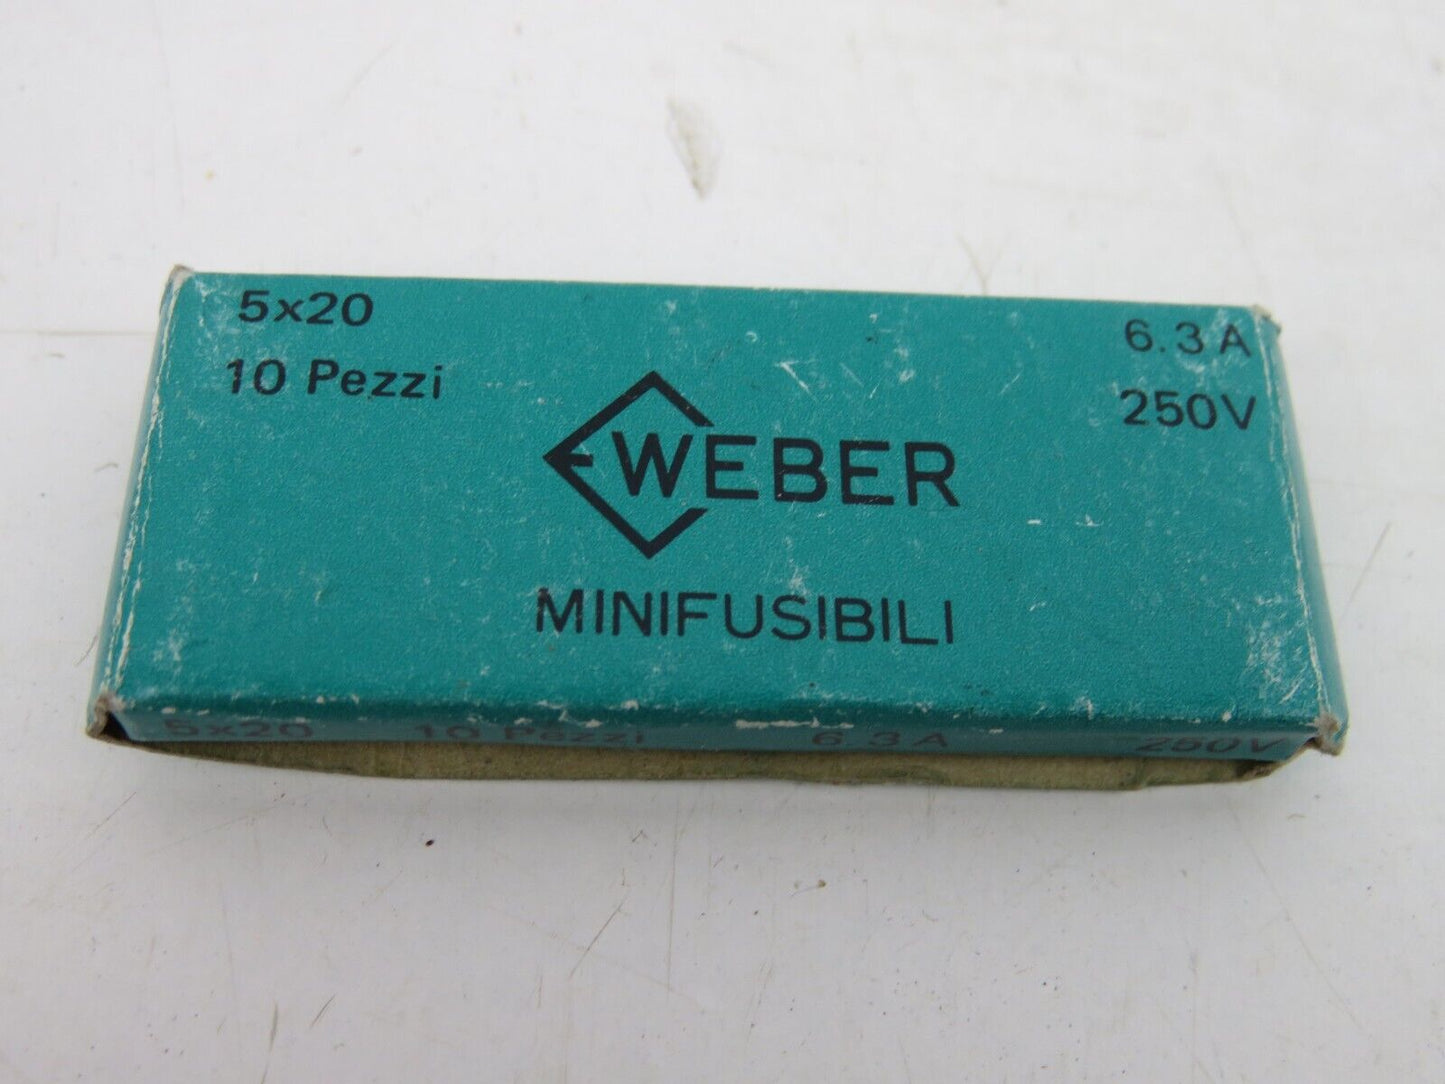 5x20
10 Pezzi
6.3 A
250V
WEBER
MINIFUSIBILI
5x20 10 Pezzi 6.3 A 250V